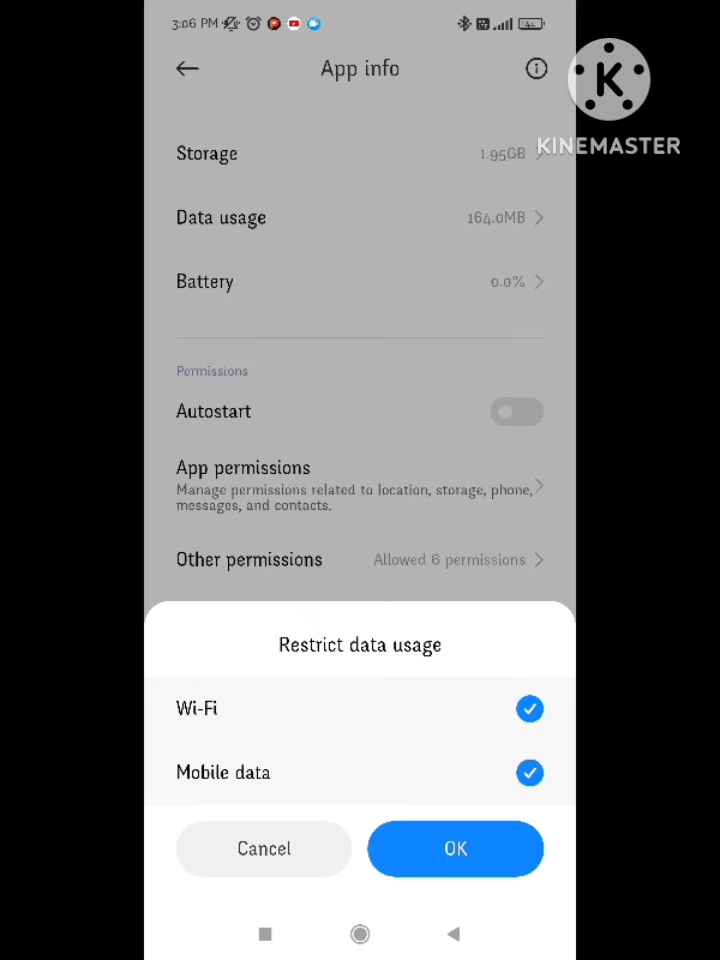 3:06 PM
App info
KINEMASTER
Storage 1.95GB
Data usage 164.0MB
Battery 0.0%
Permissions
Autostart
App permissions
Manage permissions related to location, storage, phone,
messages, and contacts.
Other permissions Allowed 6 permissions
Restrict data usage
Wi-Fi
Mobile data
Cancel OK